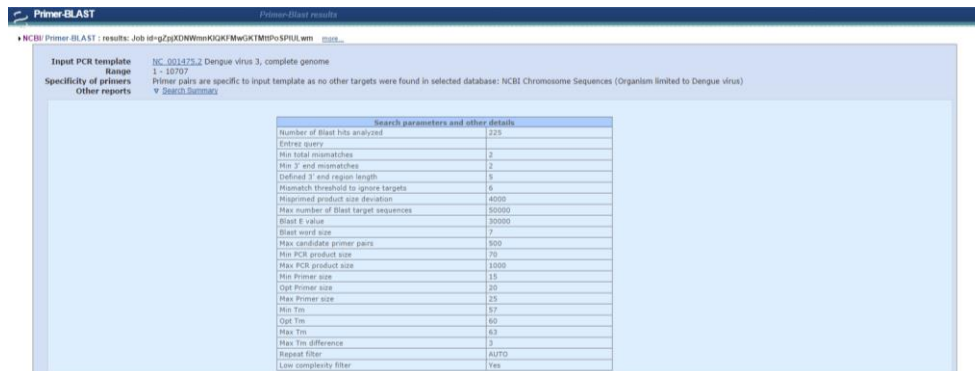 Primer-BLAST Primer-Blast results
NCBI/ Primer-BLAST : results: Job id=gZpjXDNWmnKIQKFMwGKTMttPoSPIULwm more...
Input PCR template NC_001475.2 Dengue virus 3, complete genome
Range 1 - 10707
Specificity of primers Primer pairs are specific to input template as no other targets were found in selected database: NCBI Chromosome Sequences (Organism limited to Dengue virus)
Other reports Search Summary
Search parameters and other details
Number of Blast hits analyzed 225
Entrez query
Min total mismatches 2
Min 3' end mismatches 2
Defined 3' end region length 5
Mismatch threshold to ignore targets 6
Misprimed product size deviation 4000
Max number of Blast target sequences 50000
Blast E value 30000
Blast word size 7
Max candidate primer pairs 500
Min PCR product size 70
Max PCR product size 1000
Min Primer size 15
Opt Primer size 20
Max Primer size 25
Min Tm 57
Opt Tm 60
Max Tm 63
Max Tm difference 3
Repeat filter AUTO
Low complexity filter Yes